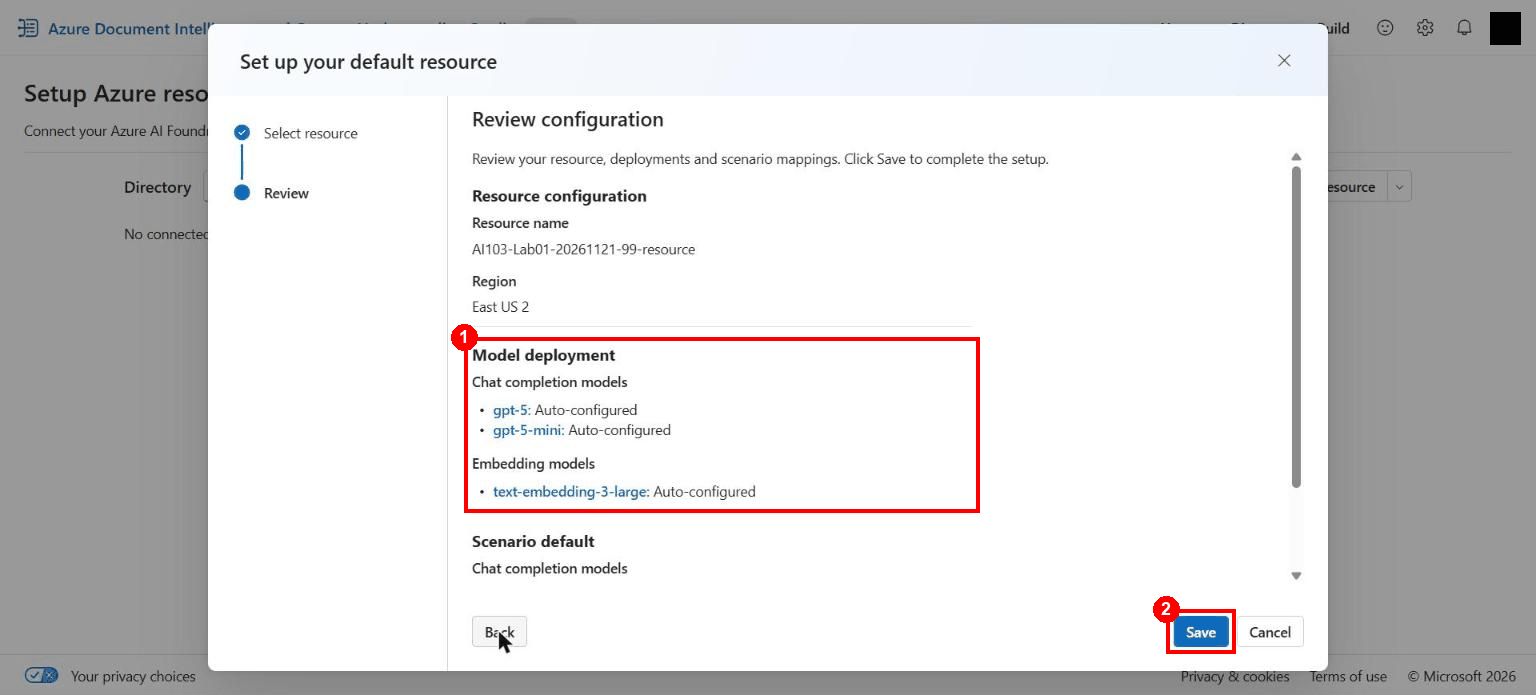 Azure Document Intell
Build
Set up your default resource
Setup Azure reso
Connect your Azure AI Found
Select resource
Review
Directory
No connected
esource
Review configuration
Review your resource, deployments and scenario mappings. Click Save to complete the setup.
Resource configuration
Resource name
AI103-Lab01-20261121-99-resource
Region
East US 2
1
Model deployment
Chat completion models
• gpt-5: Auto-configured
• gpt-5-mini: Auto-configured
Embedding models
• text-embedding-3-large: Auto-configured
Scenario default
Chat completion models
2
Back
Save
Cancel
Your privacy choices
Privacy & cookies
Terms of use
© Microsoft 2026